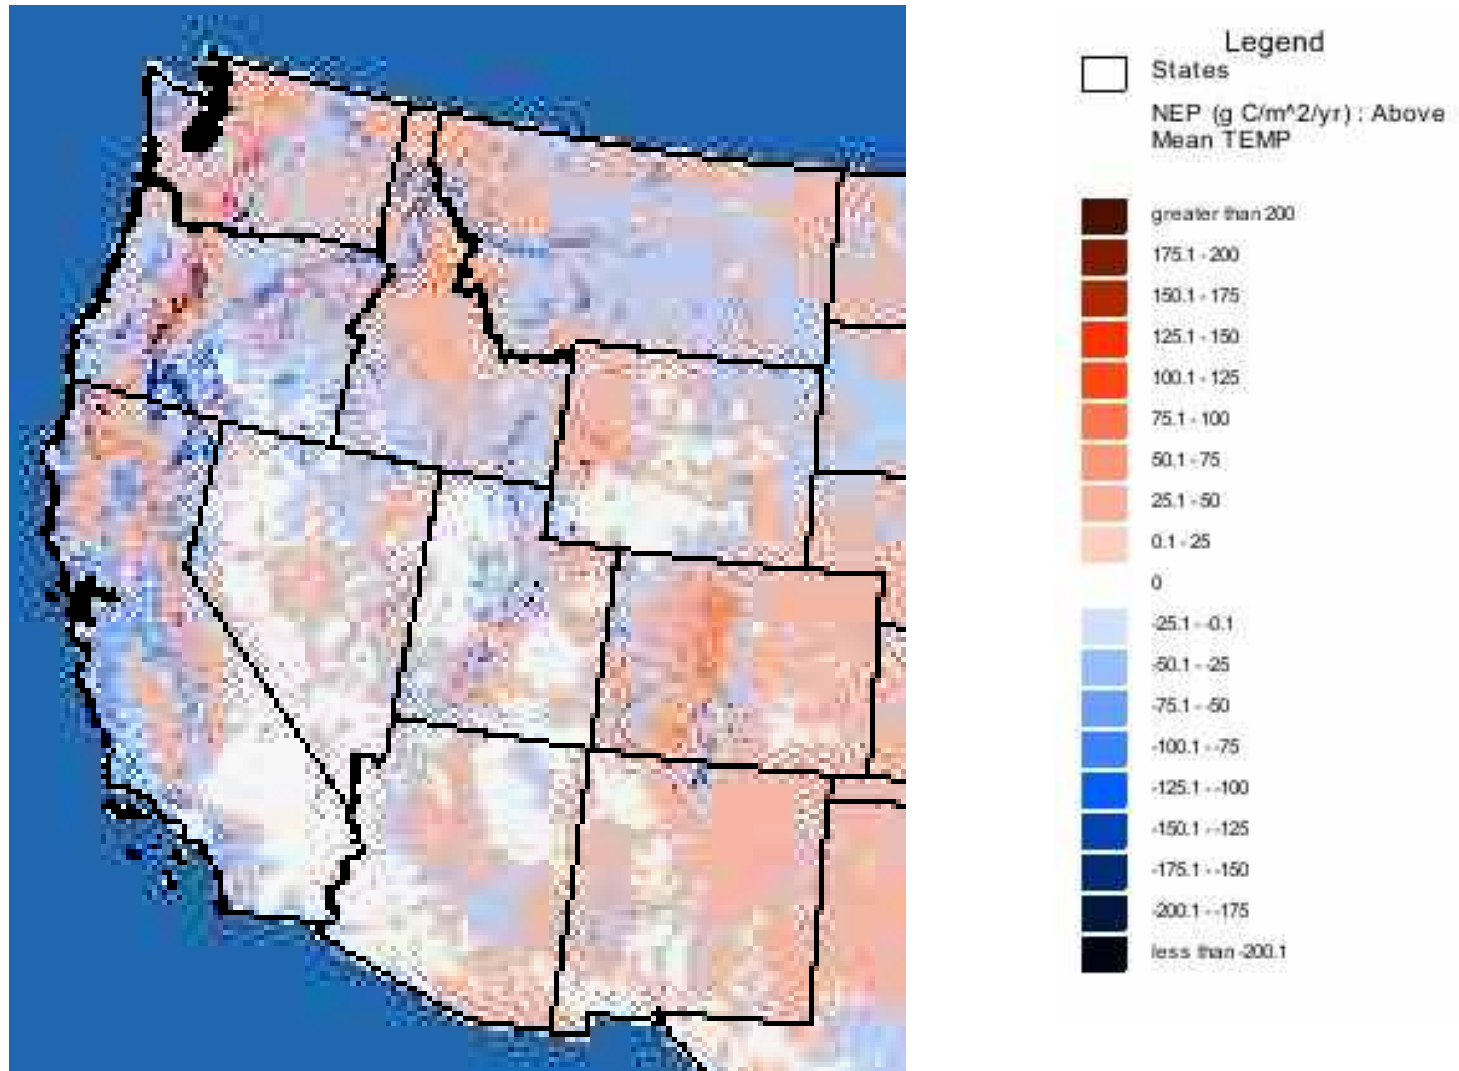 Legend
States
NEP (g C/m^2/yr) : Above
Mean TEMP
greater than 200
175.1 - 200
150.1 - 175
125.1 - 150
100.1 - 125
75.1 - 100
50.1 - 75
25.1 - 50
0.1 - 25
0
-25.1 - -0.1
-50.1 - -25
-75.1 - -50
-100.1 - -75
-125.1 - -100
-150.1 - -125
-175.1 - -150
-200.1 - -175
less than -200.1